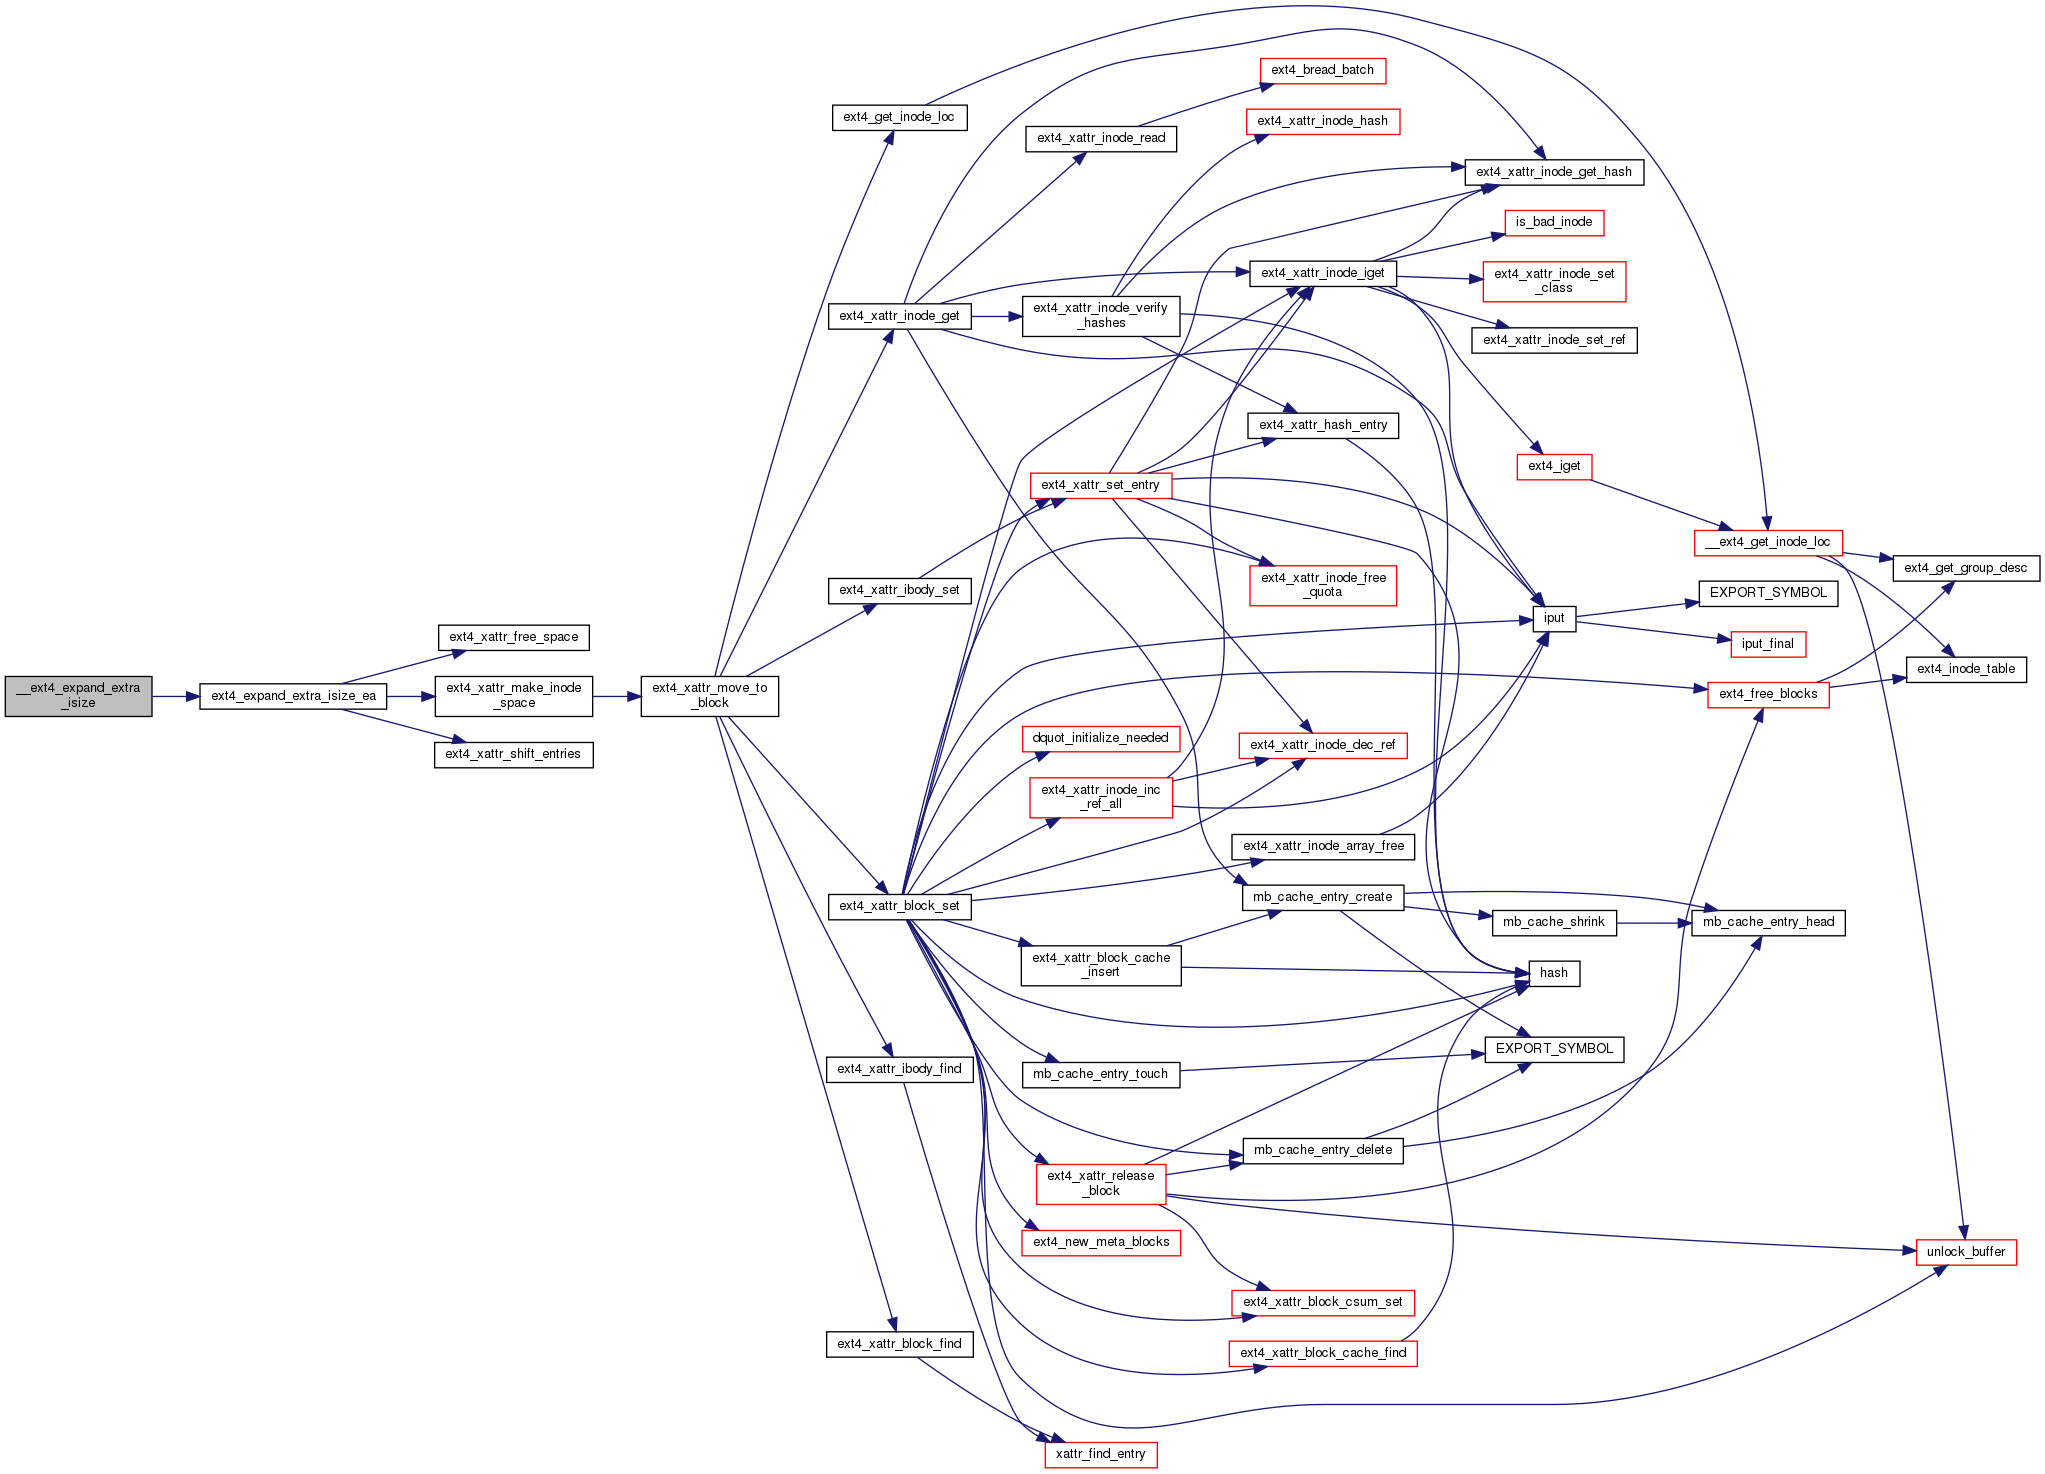 __ext4_expand_extra
_isize
ext4_expand_extra_isize_ea
ext4_xattr_free_space
ext4_xattr_make_inode
_space
ext4_xattr_shift_entries
ext4_xattr_move_to
_block
ext4_get_inode_loc
ext4_xattr_inode_get
ext4_xattr_ibody_set
ext4_xattr_block_set
ext4_xattr_ibody_find
ext4_xattr_block_find
ext4_xattr_inode_read
ext4_xattr_inode_verify
_hashes
ext4_xattr_set_entry
dquot_initialize_needed
ext4_xattr_inode_inc
_ref_all
ext4_xattr_block_cache
_insert
mb_cache_entry_touch
ext4_xattr_release
_block
ext4_new_meta_blocks
xattr_find_entry
ext4_bread_batch
ext4_xattr_inode_hash
ext4_xattr_inode_iget
ext4_xattr_hash_entry
ext4_xattr_inode_free
_quota
ext4_xattr_inode_dec_ref
ext4_xattr_inode_array_free
mb_cache_entry_create
mb_cache_entry_delete
ext4_xattr_block_csum_set
ext4_xattr_block_cache_find
ext4_xattr_inode_get_hash
is_bad_inode
ext4_xattr_inode_set
_class
ext4_xattr_inode_set_ref
ext4_iget
iput
mb_cache_shrink
hash
EXPORT_SYMBOL
__ext4_get_inode_loc
EXPORT_SYMBOL
iput_final
ext4_free_blocks
mb_cache_entry_head
ext4_get_group_desc
ext4_inode_table
unlock_buffer